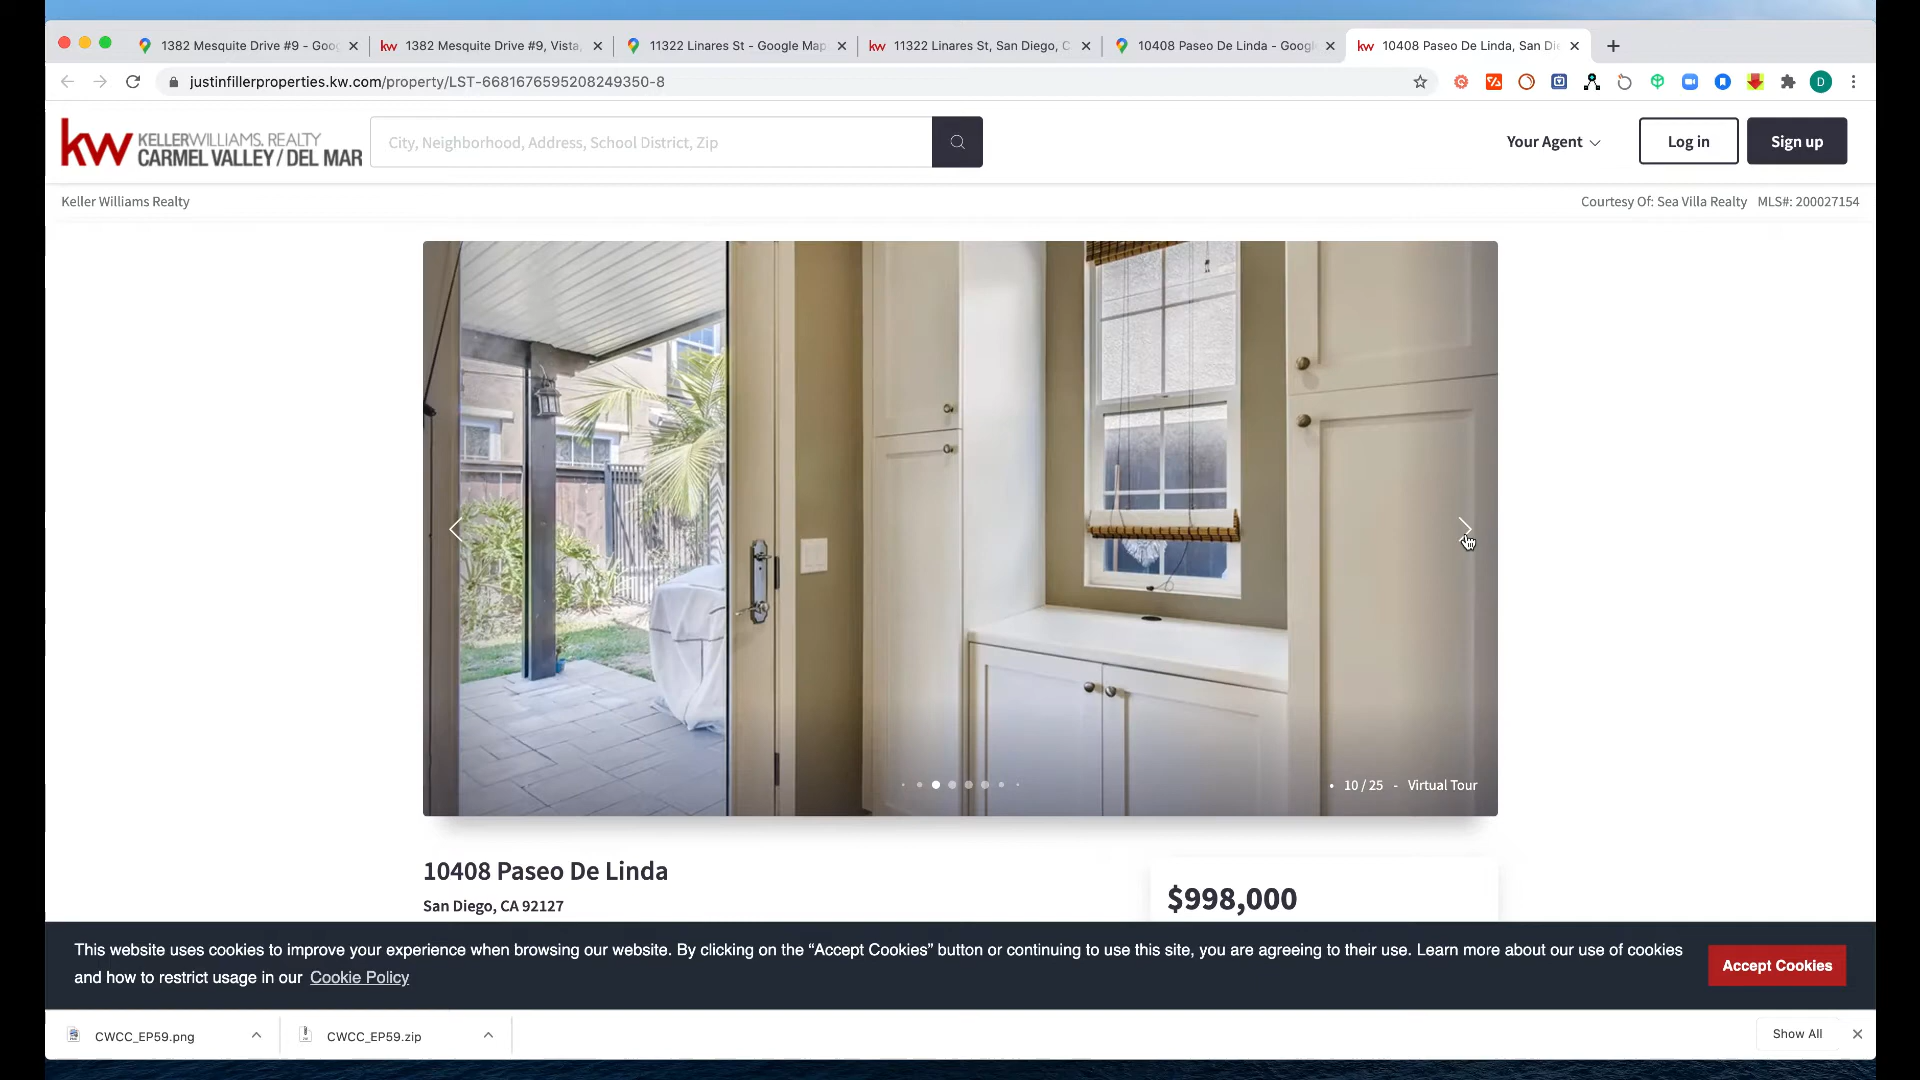 1382 Mesquite Drive #9 - Goo
1382 Mesquite Drive #9, Vista,
11322 Linares St - Google Map
11322 Linares St, San Diego, C
10408 Paseo De Linda - Googl
10408 Paseo De Linda, San Di
justinfillerproperties.kw.com/property/LST-6681676595208249350-8
D
kw KELLERWILLIAMS. REALTY
CARMEL VALLEY / DEL MAR
City, Neighborhood, Address, School District, Zip
Your Agent
Log in
Sign up
Keller Williams Realty
Courtesy Of: Sea Villa Realty MLS#: 200027154
10 / 25 - Virtual Tour
10408 Paseo De Linda
San Diego, CA 92127
$998,000
This website uses cookies to improve your experience when browsing our website. By clicking on the “Accept Cookies” button or continuing to use this site, you are agreeing to their use. Learn more about our use of cookies
and how to restrict usage in our Cookie Policy
Accept Cookies
CWCC_EP59.png
CWCC_EP59.zip
Show All